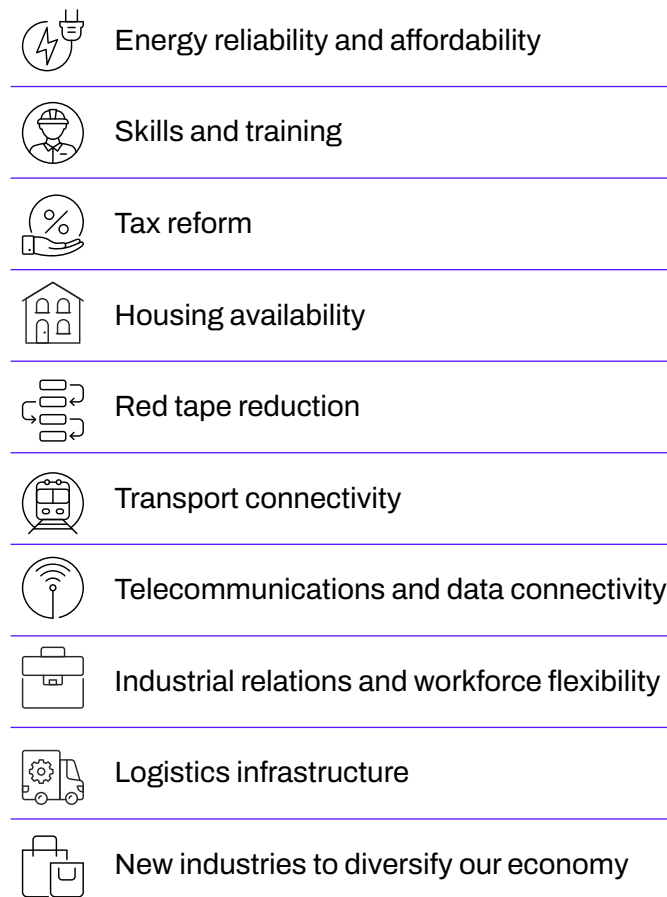 Energy reliability and affordability
Skills and training
Tax reform
Housing availability
Red tape reduction
Transport connectivity
Telecommunications and data connectivity
Industrial relations and workforce flexibility
Logistics infrastructure
New industries to diversify our economy